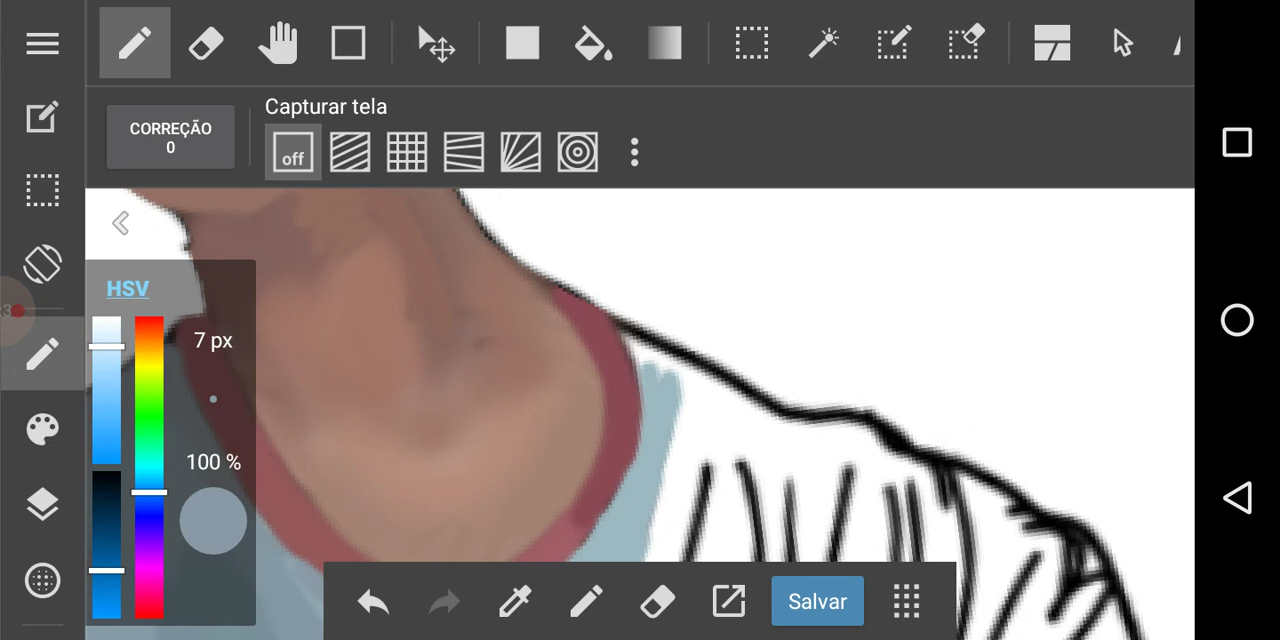 Capturar tela
CORREÇÃO
0
off
HSV
7 px
100 %
Salvar